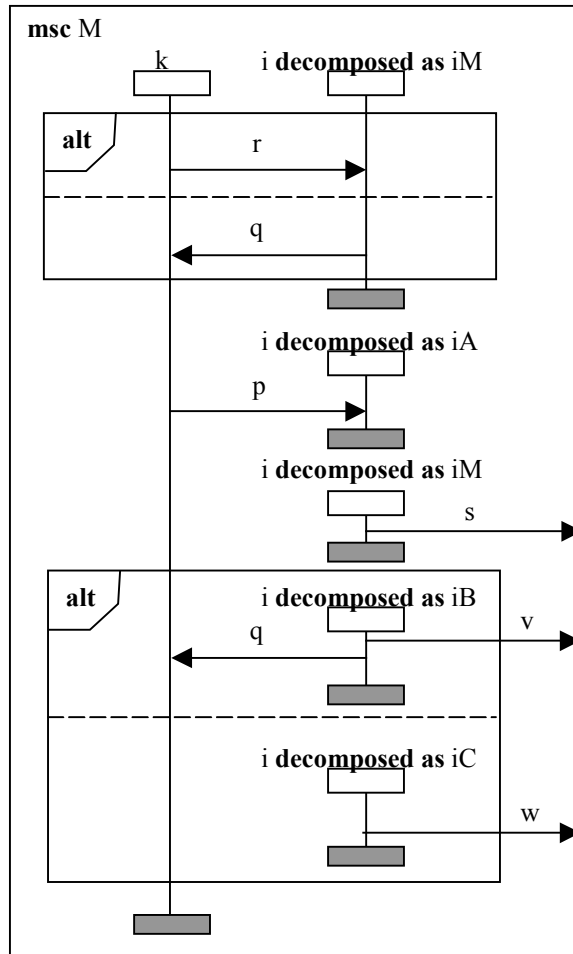 msc M
k
i decomposed as iM
alt
r
q
i decomposed as iA
p
i decomposed as iM
s
alt
i decomposed as iB
v
q
i decomposed as iC
w